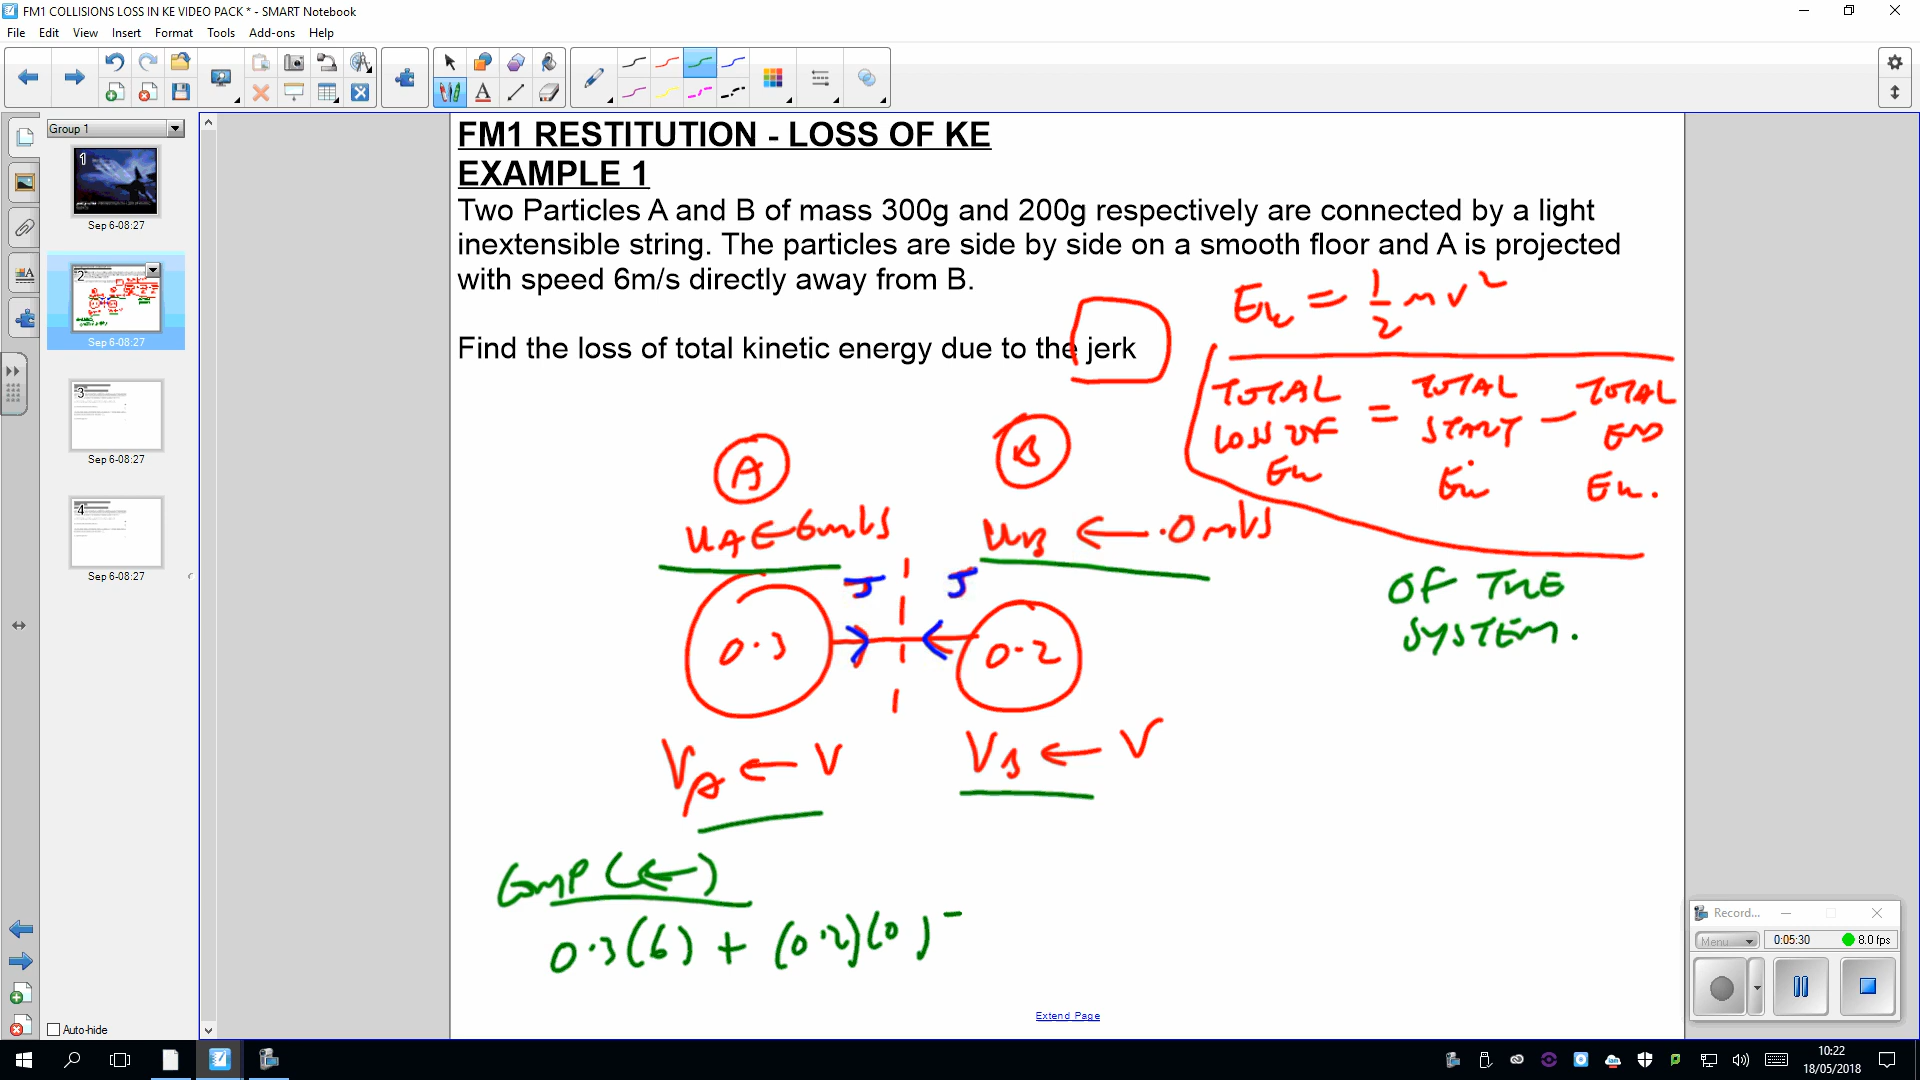 FM1 COLLISIONS LOSS IN KE VIDEO PACK * - SMART Notebook
File Edit View Insert Format Tools Add-ons Help
Group 1
1
Sep 6-08:27
2
Sep 6-08:27
3
Sep 6-08:27
4
Sep 6-08:27
Auto-hide
FM1 RESTITUTION - LOSS OF KE
EXAMPLE 1
Two Particles A and B of mass 300g and 200g respectively are connected by a light
inextensible string. The particles are side by side on a smooth floor and A is projected
with speed 6m/s directly away from B.
Find the loss of total kinetic energy due to the jerk
Ek = 1/2 mv²
TOTAL LOSS OF Ek = TOTAL START Ek − TOTAL END Ek.
OF THE
SYSTEM.
A B
UA ← 6m/s UB ← 0m/s
J J
0.3 0.2
VA ← V VB ← V
COMP (←)
0.3(6) + (0.2)(0) =
Extend Page
Record...
Menu 0:05:30 8.0 fps
10:22
18/05/2018